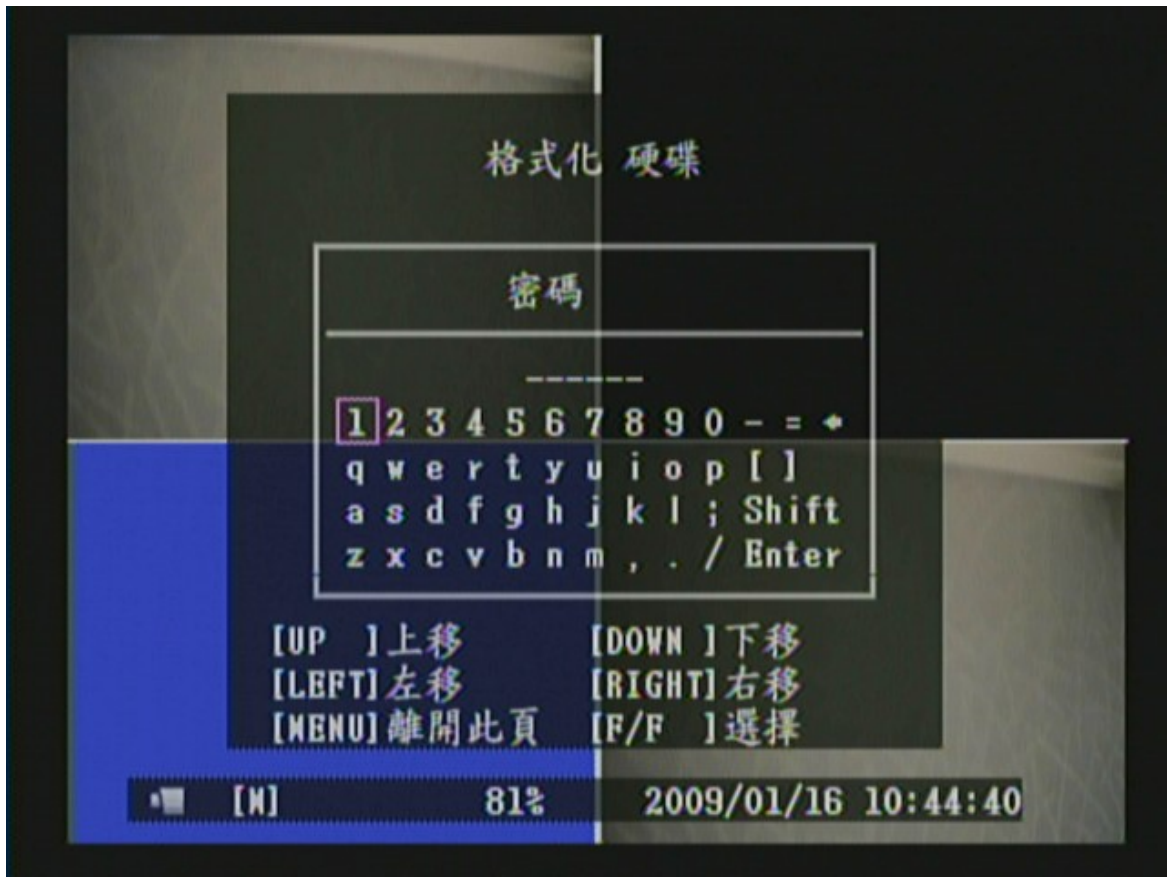 格式化 硬碟
密碼
------
1 2 3 4 5 6 7 8 9 0 - = ←
q w e r t y u i o p [ ]
a s d f g h j k l ; Shift
z x c v b n m , . / Enter
[UP ]上移 [DOWN ]下移
[LEFT]左移 [RIGHT]右移
[MENU]離開此頁 [F/F ]選擇
[M] 81% 2009/01/16 10:44:40